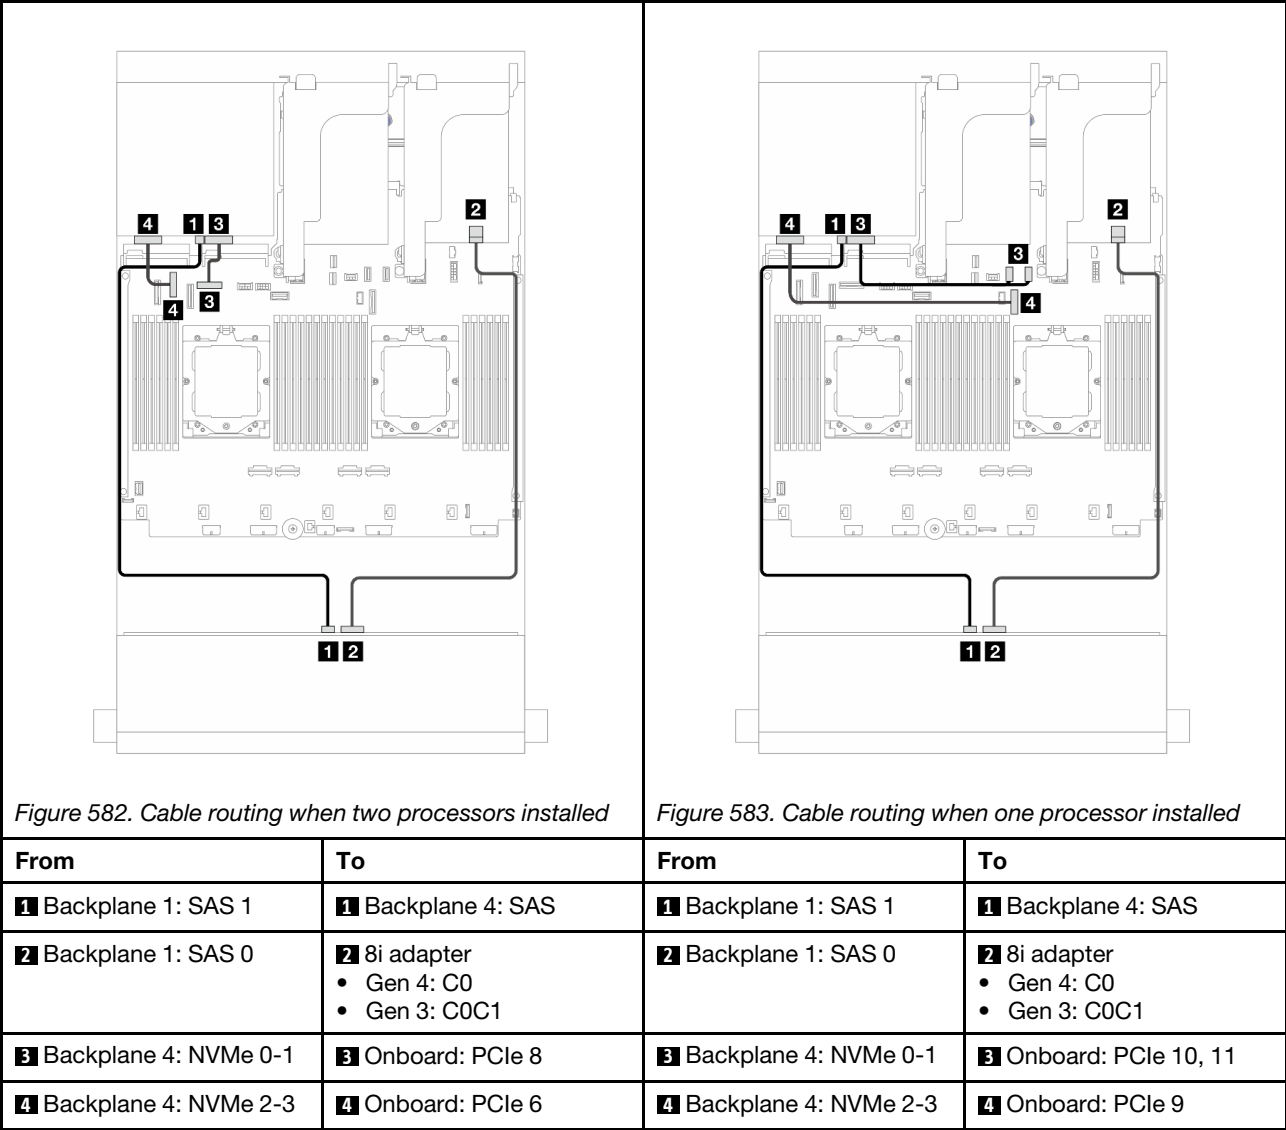 4
1
3
2
4
3
1
2
Figure 582. Cable routing when two processors installed
4
1
3
2
3
4
1
2
Figure 583. Cable routing when one processor installed
From
To
From
To
1 Backplane 1: SAS 1
1 Backplane 4: SAS
1 Backplane 1: SAS 1
1 Backplane 4: SAS
2 Backplane 1: SAS 0
2 8i adapter
• Gen 4: C0
• Gen 3: C0C1
2 Backplane 1: SAS 0
2 8i adapter
• Gen 4: C0
• Gen 3: C0C1
3 Backplane 4: NVMe 0-1
3 Onboard: PCIe 8
3 Backplane 4: NVMe 0-1
3 Onboard: PCIe 10, 11
4 Backplane 4: NVMe 2-3
4 Onboard: PCIe 6
4 Backplane 4: NVMe 2-3
4 Onboard: PCIe 9